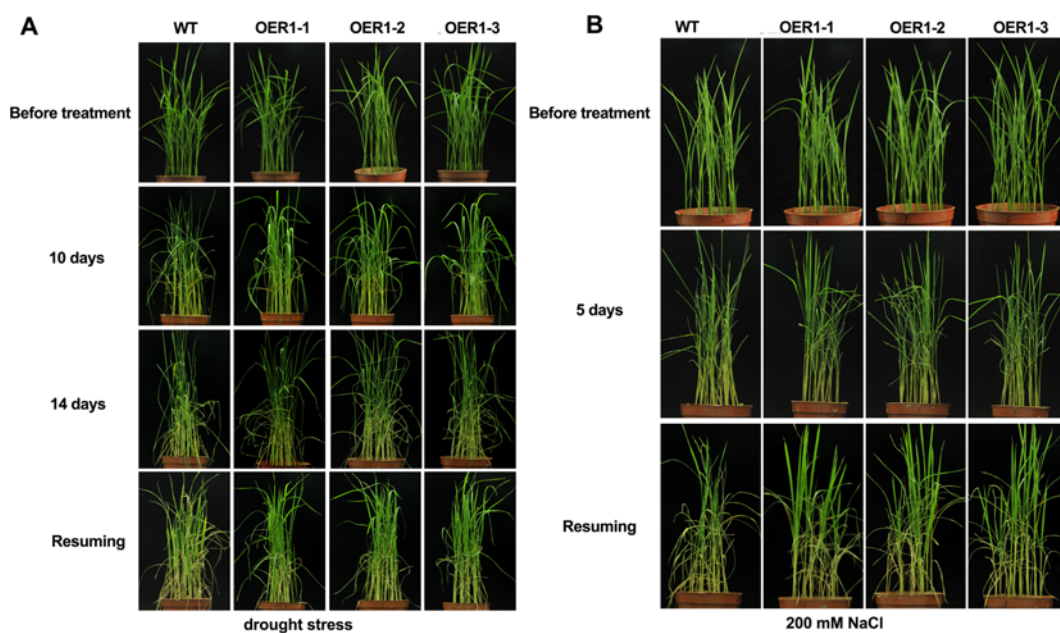 A
WT OER1-1 OER1-2 OER1-3
Before treatment
10 days
14 days
Resuming
drought stress
B
WT OER1-1 OER1-2 OER1-3
Before treatment
5 days
Resuming
200 mM NaCl